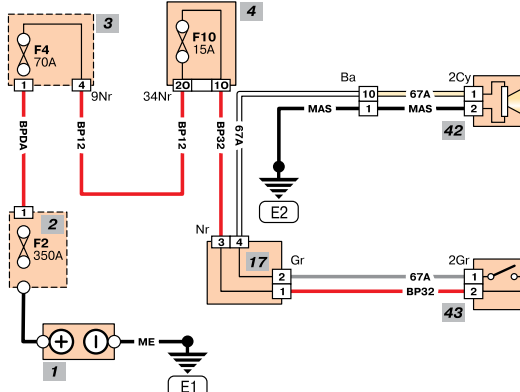 3
4
F4
70A
F10
15A
1
4
9Nr
34Nr
20
10
Ba
10
67A
2Cy
1
1
MAS
MAS
2
42
BPDA
BP12
BP12
BP32
67A
E2
1
2
F2
350A
Nr
3
4
17
Gr
2
67A
2Gr
1
1
BP32
2
43
+
−
ME
1
E1